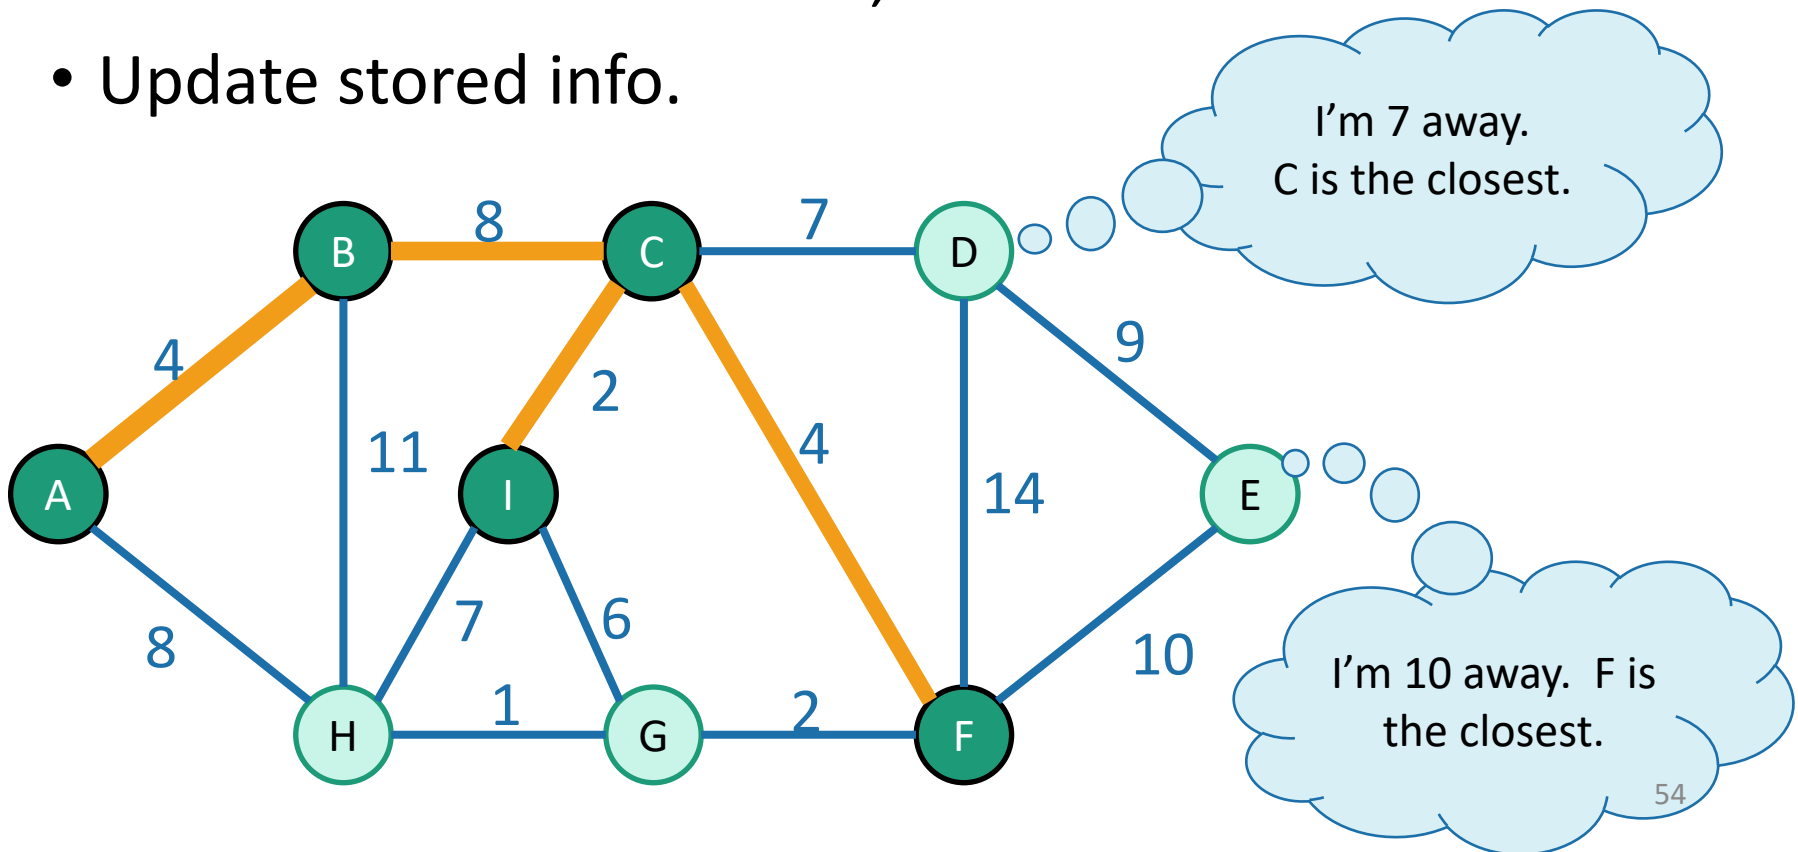 • Update stored info.
I’m 7 away.
C is the closest.
8
7
B
C
D
4
9
2
11
4
A
I
14
E
7
6
8
10
1
2
H
G
F
I’m 10 away. F is
the closest.
54